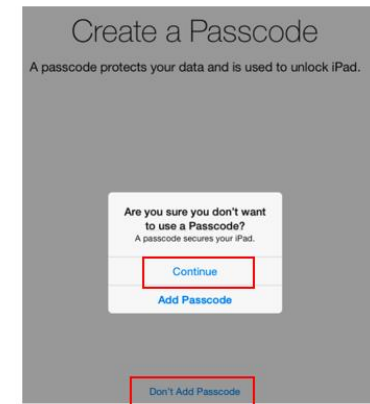 Create a Passcode
A passcode protects your data and is used to unlock iPad.
Are you sure you don't want
to use a Passcode?
A passcode secures your iPad.
Continue
Add Passcode
Don't Add Passcode